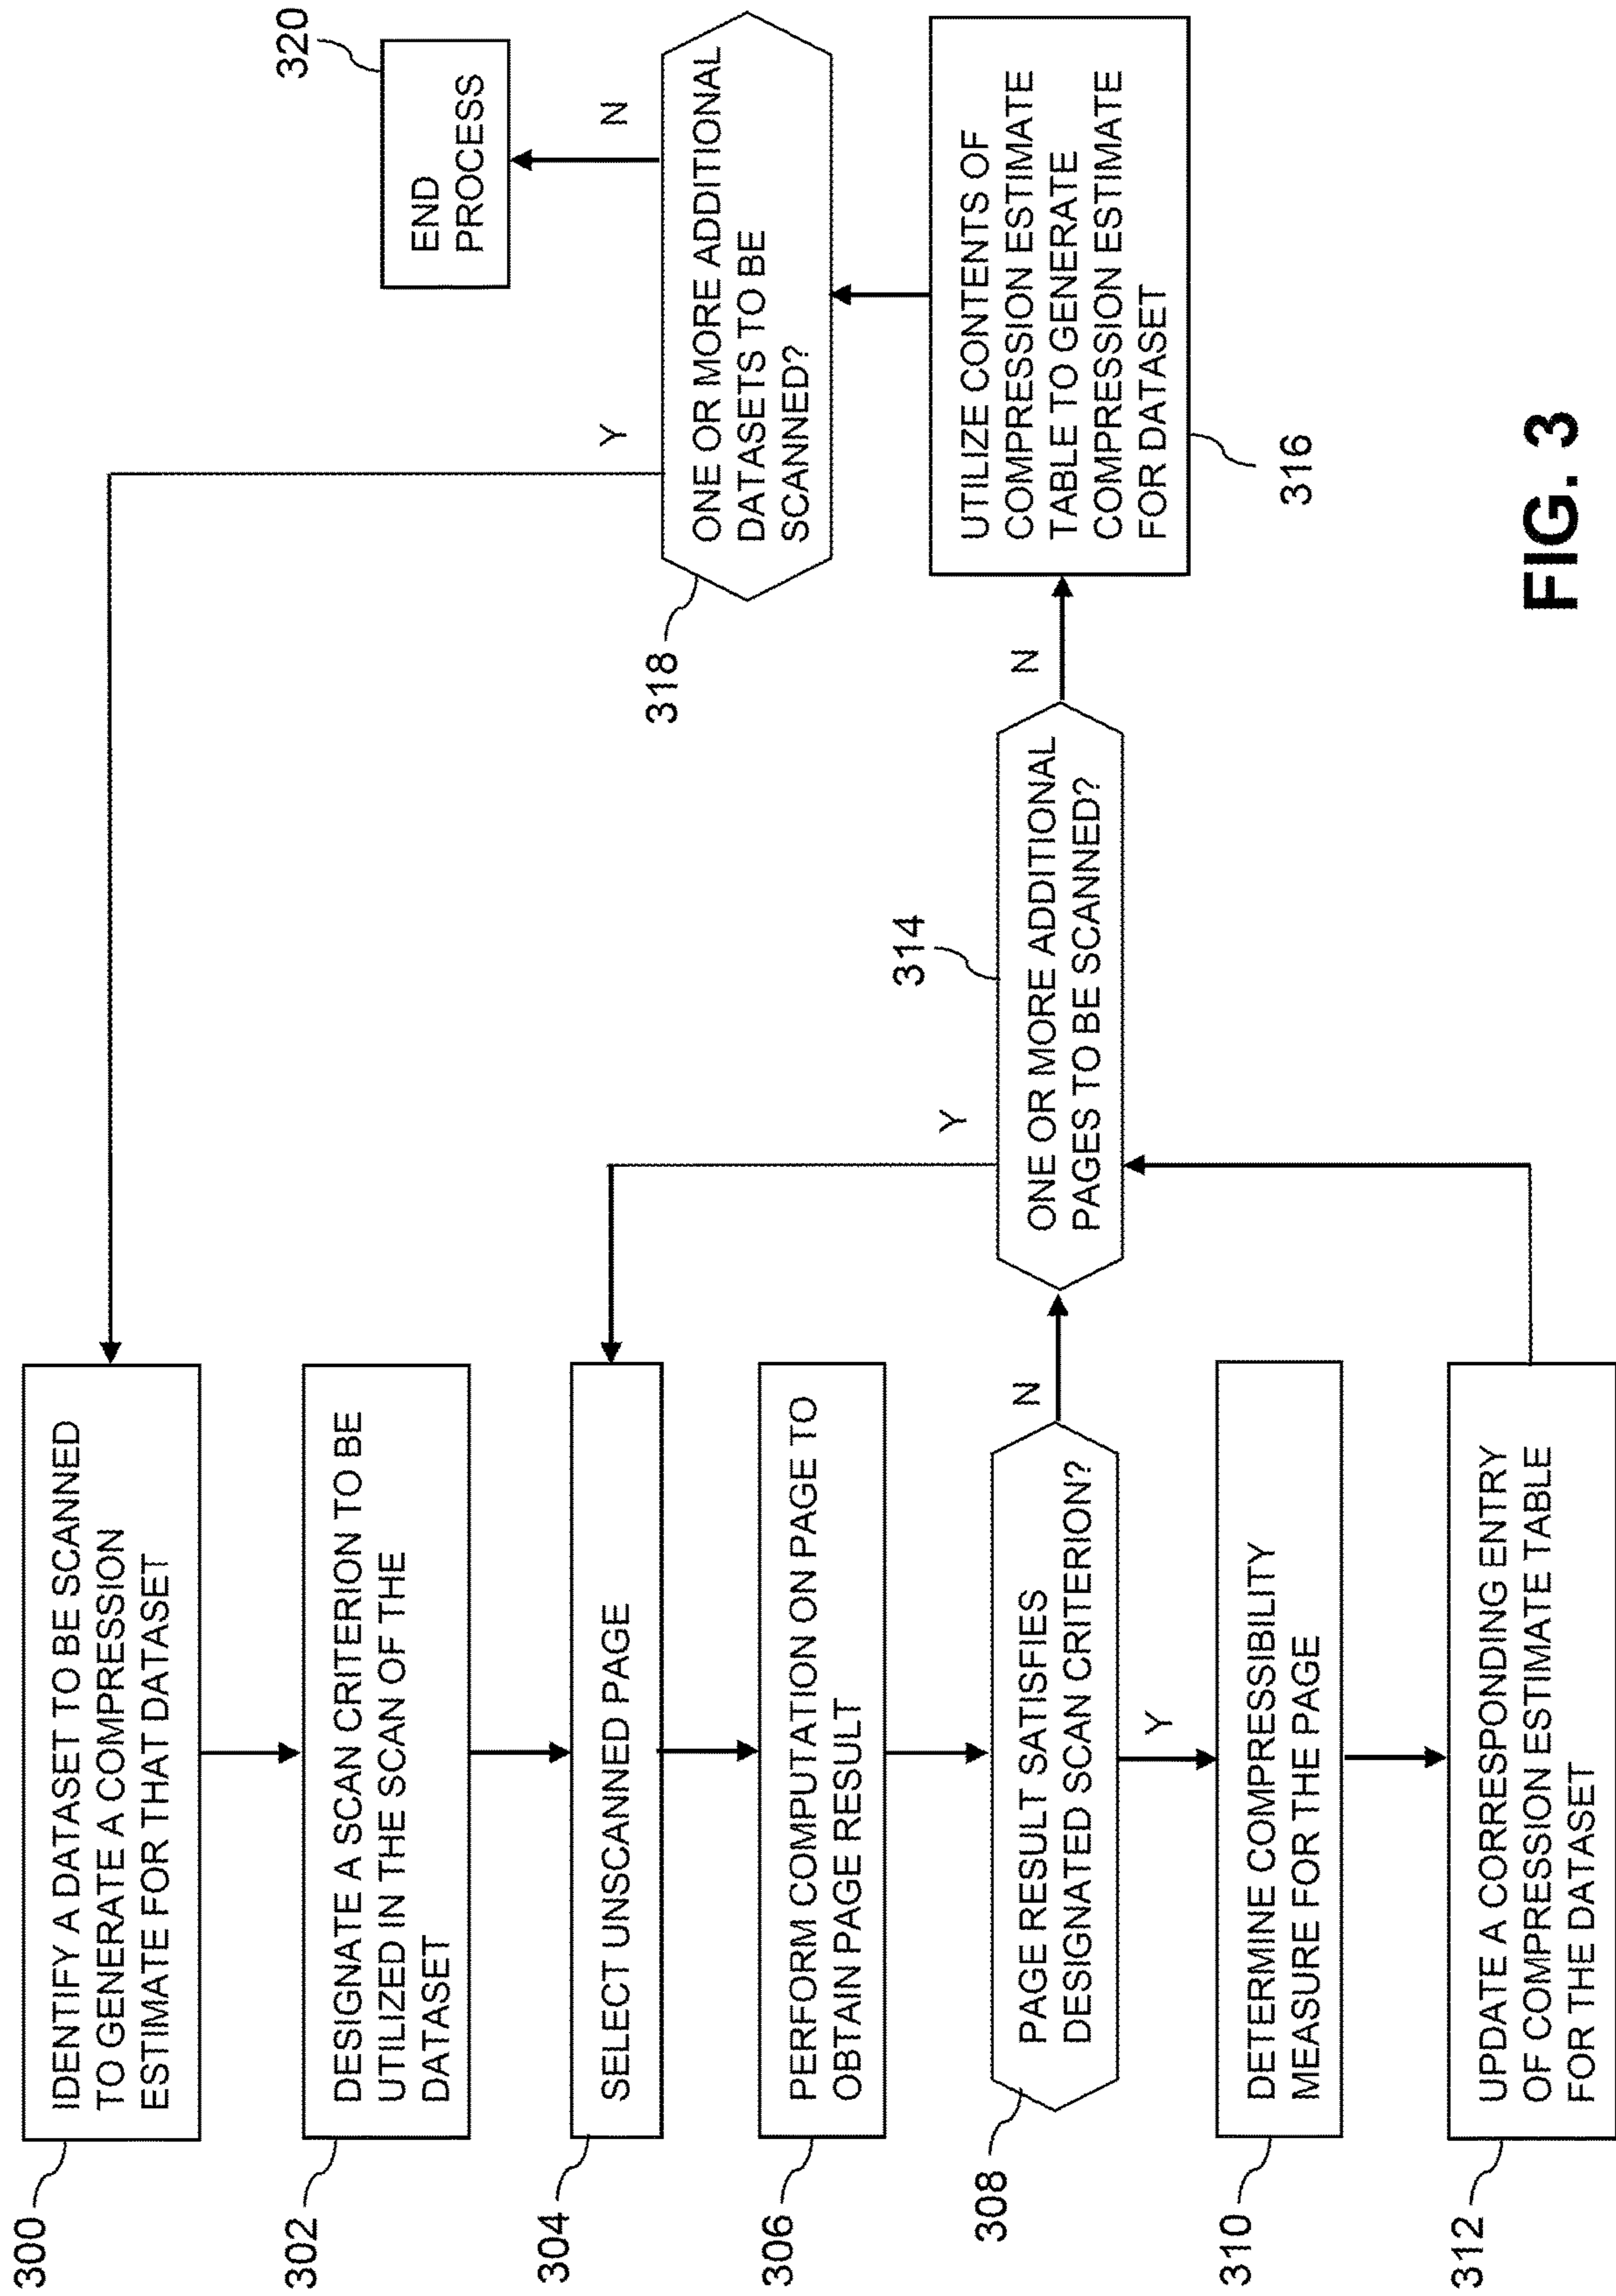 300
IDENTIFY A DATASET TO BE SCANNED
TO GENERATE A COMPRESSION
ESTIMATE FOR THAT DATASET
302
DESIGNATE A SCAN CRITERION TO BE
UTILIZED IN THE SCAN OF THE
DATASET
304
SELECT UNSCANNED PAGE
306
PERFORM COMPUTATION ON PAGE TO
OBTAIN PAGE RESULT
308
PAGE RESULT SATISFIES
DESIGNATED SCAN CRITERION?
N
Y
310
DETERMINE COMPRESSIBILITY
MEASURE FOR THE PAGE
312
UPDATE A CORRESPONDING ENTRY
OF COMPRESSION ESTIMATE TABLE
FOR THE DATASET
314
ONE OR MORE ADDITIONAL
PAGES TO BE SCANNED?
Y
N
316
UTILIZE CONTENTS OF
COMPRESSION ESTIMATE
TABLE TO GENERATE
COMPRESSION ESTIMATE
FOR DATASET
318
ONE OR MORE ADDITIONAL
DATASETS TO BE
SCANNED?
Y
N
320
END
PROCESS
FIG. 3